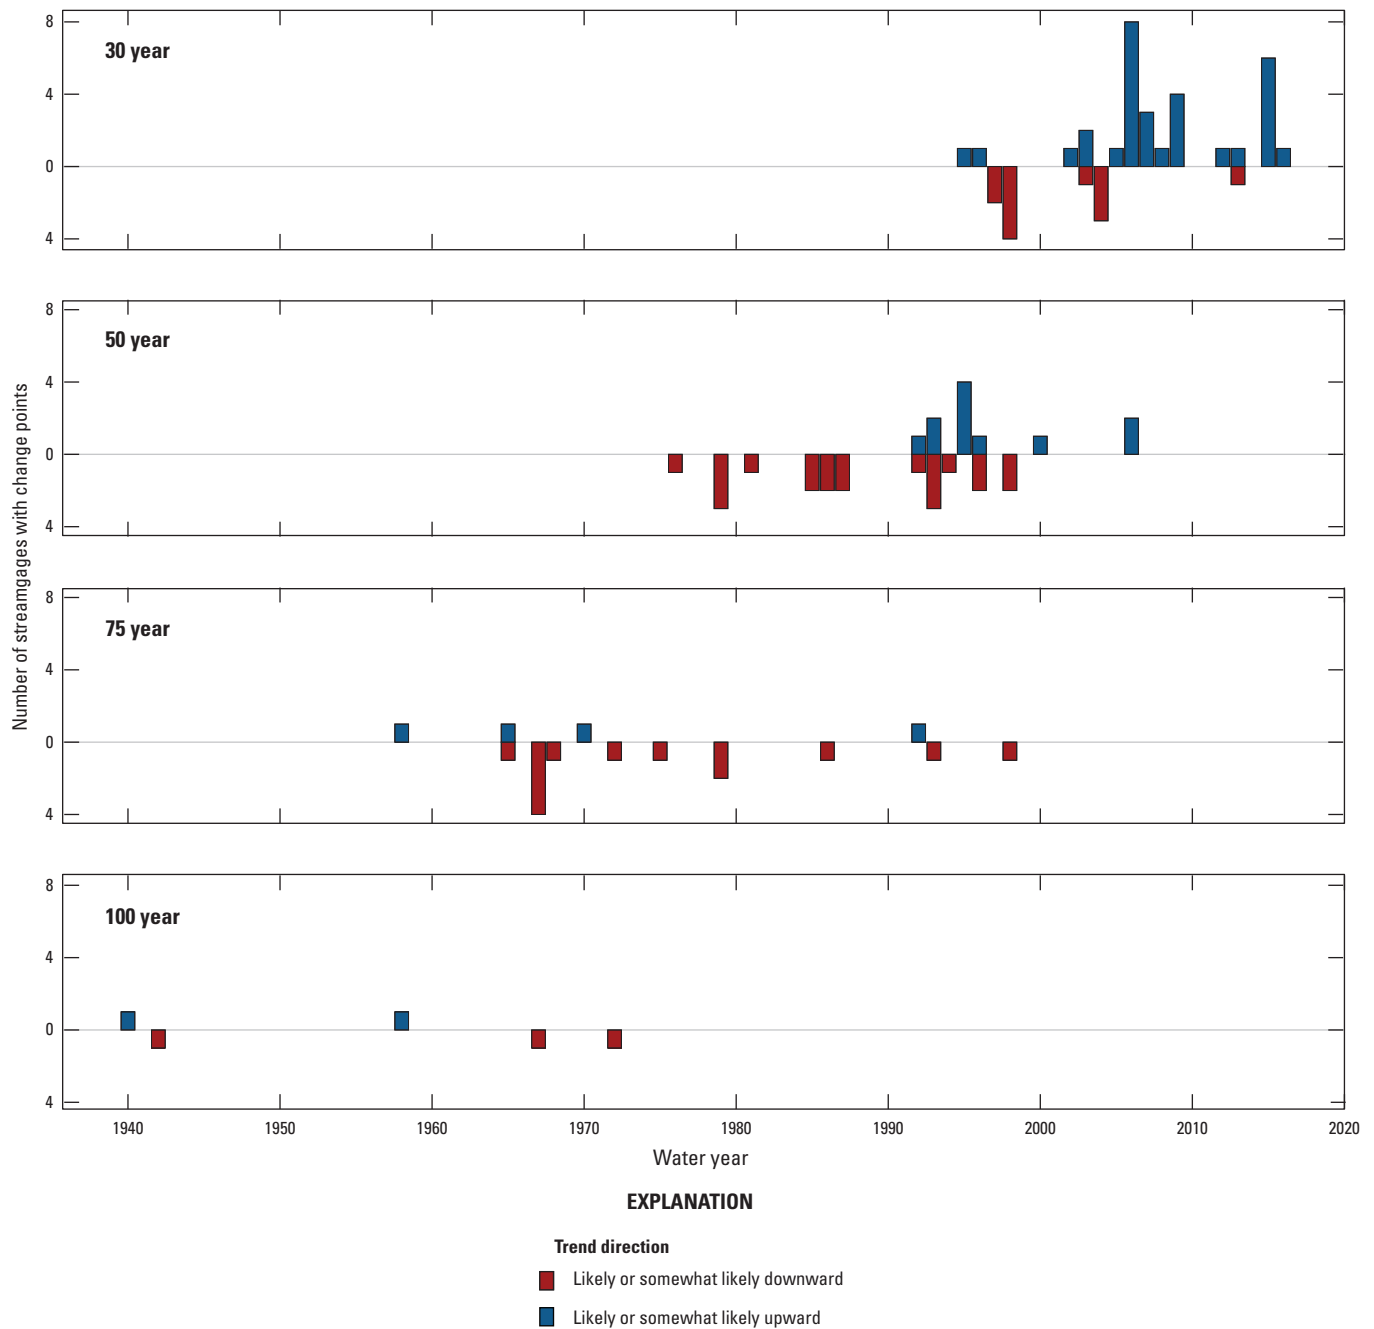 8
30 year
4
0
4
8
50 year
4
0
4
Number of streamgages with change points
8
75 year
4
0
4
8
100 year
4
0
4
1940 1950 1960 1970 1980 1990 2000 2010 2020
Water year
EXPLANATION
Trend direction
Likely or somewhat likely downward
Likely or somewhat likely upward